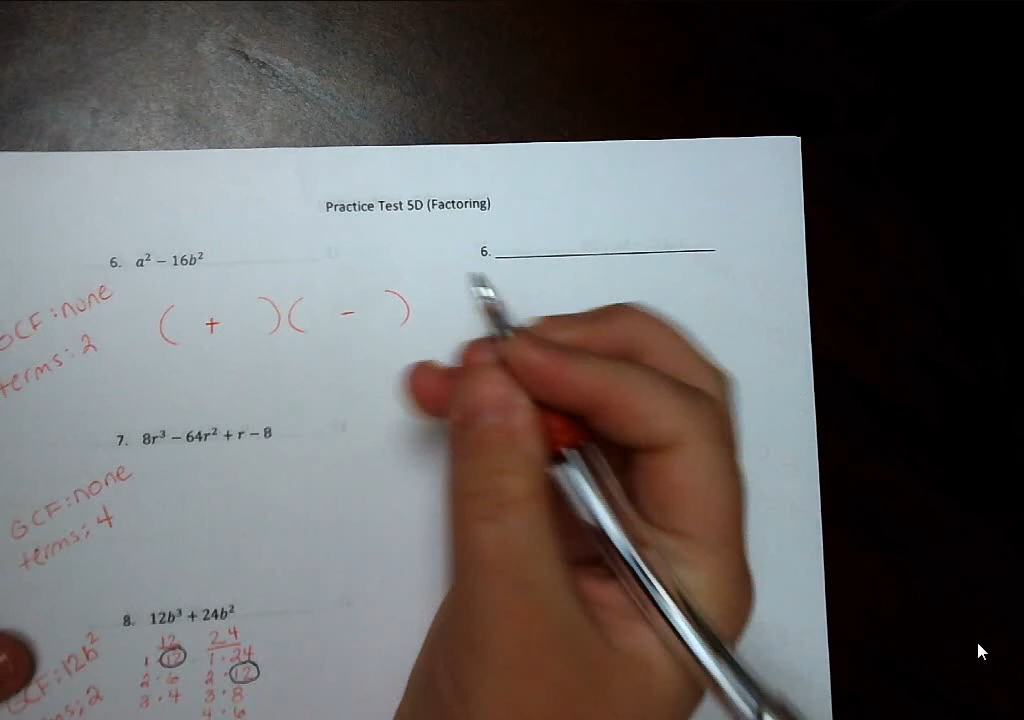 Practice Test 5D (Factoring)
6. a² − 16b²
6.
GCF: none
terms: 2
( + )( - )
7. 8r³ − 64r² + r − 8
GCF: none
terms: 4
8. 12b³ + 24b²
GCF: 12b²
12 24
1 · 12 1 · 24
2 · 6 2 · 12
3 · 4 3 · 8
4 · 6